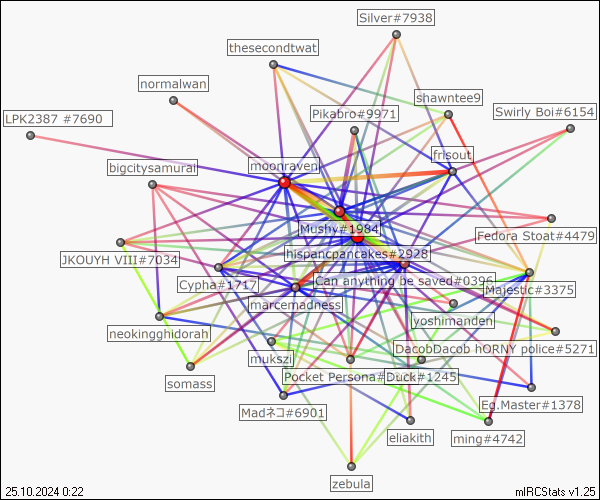 Silver#7938
thesecondtwat
normalwan
shawntee9
Pikabro#9971
Swirly Boi#6154
LPK2387 #7690
frisout
moonraven
bigcitysamurai
Mushy#1984
Fedora Stoat#4479
hispancpancakes#2928
JKOUYH VIII#7034
Can anything be saved#0396
Cypha#1717
Majestic#3375
marcemadness
yoshimanden
neokingghidorah
DacobDacob hORNY police#5271
mukszi
Pocket Persona#
Duck#1245
somass
Eg.Master#1378
Madネコ#6901
eliakith
ming#4742
zebula
25.10.2024 0:22
mIRCStats v1.25